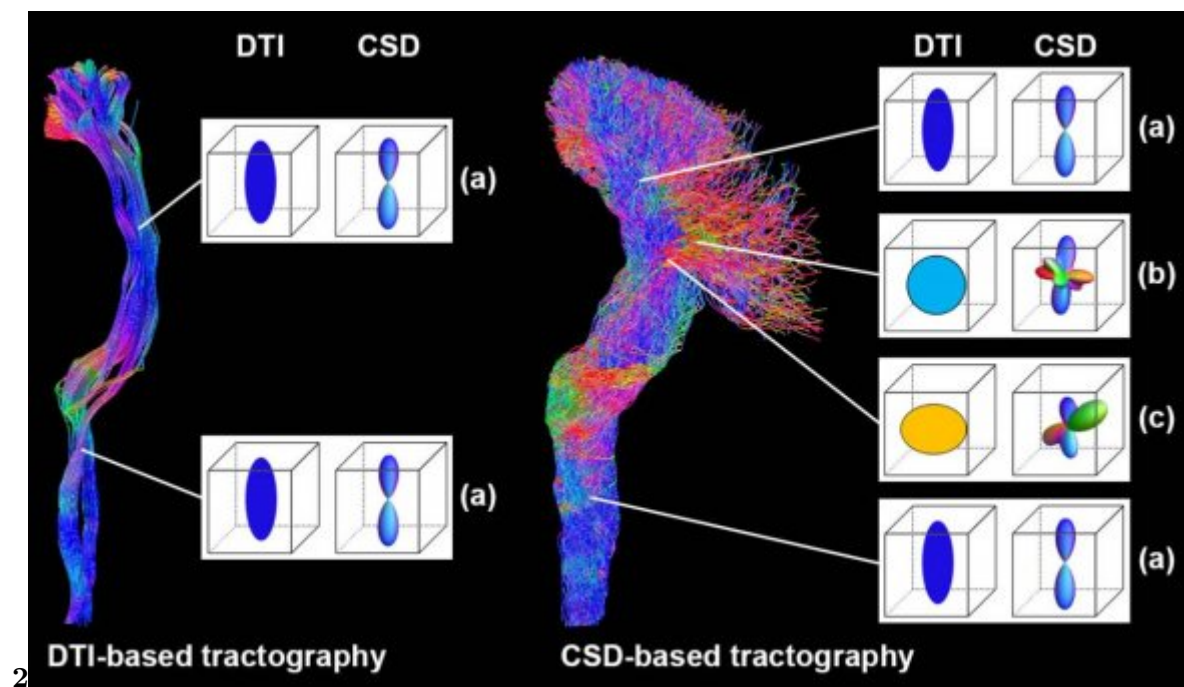 DTI CSD
DTI CSD
(a)
(a)
(a)
(b)
(c)
(a)
DTI-based tractography
CSD-based tractography
2